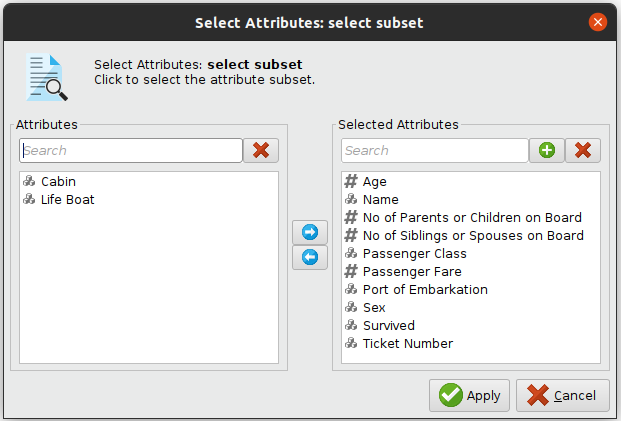 Select Attributes: select subset
Select Attributes: select subset
Click to select the attribute subset.
Attributes
Search
Cabin
Life Boat
Selected Attributes
Search
Age
Name
No of Parents or Children on Board
No of Siblings or Spouses on Board
Passenger Class
Passenger Fare
Port of Embarkation
Sex
Survived
Ticket Number
Apply
Cancel